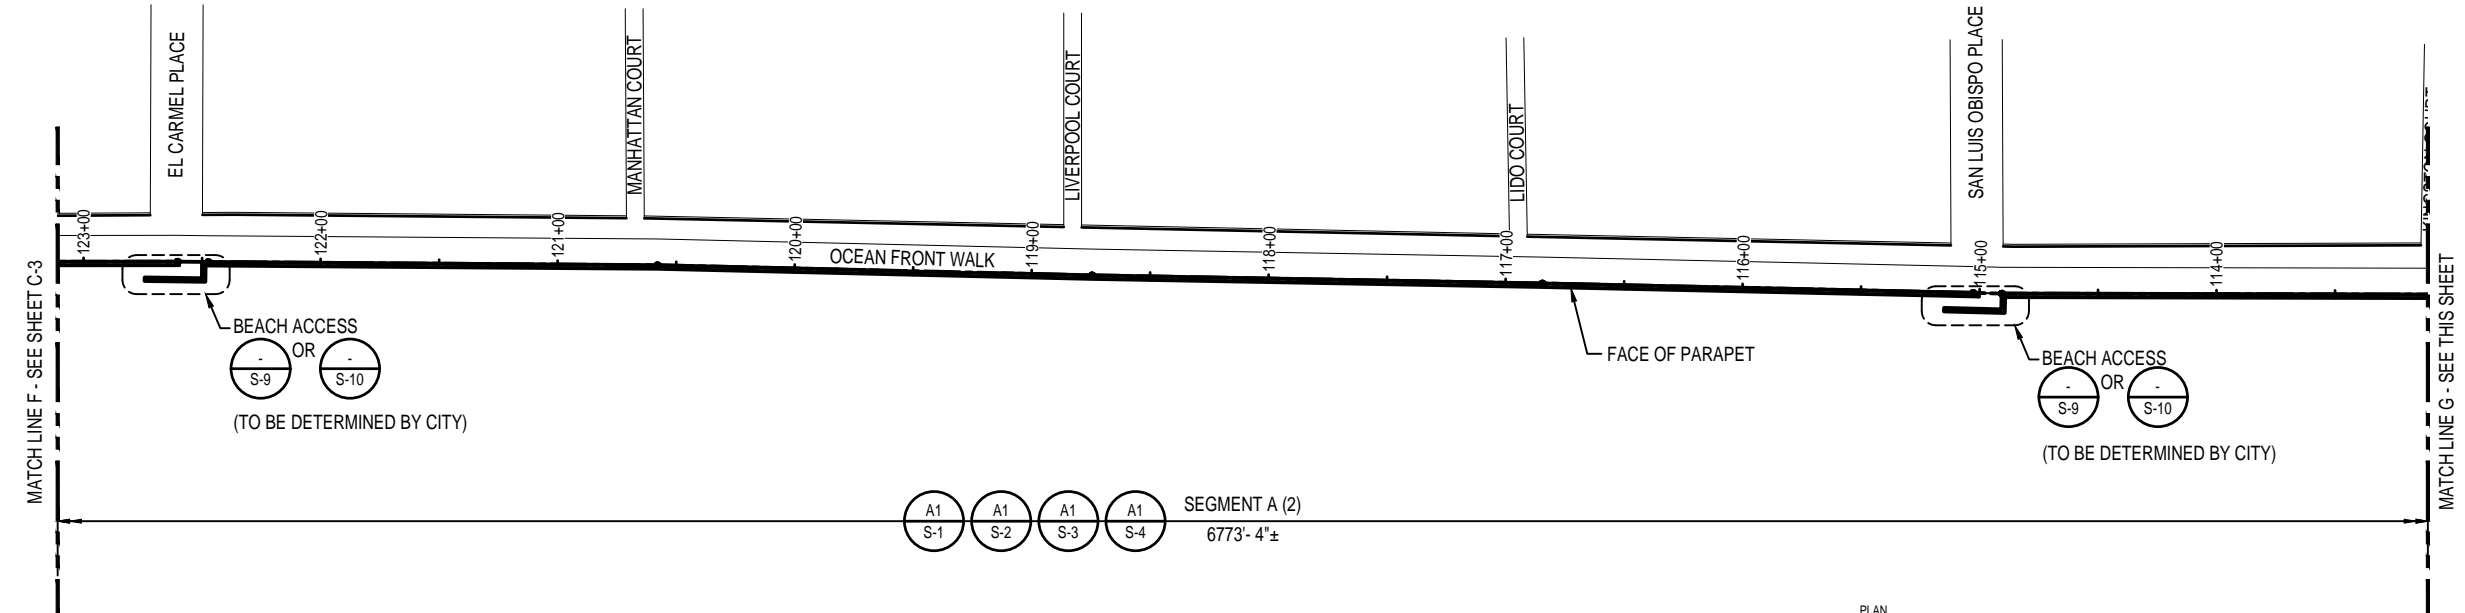 EL CARMEL PLACE
MANHATTAN COURT
LIVERPOOL COURT
LIDO COURT
SAN LUIS OBISPO PLACE
123+00
122+00
121+00
120+00
119+00
118+00
117+00
116+00
115+00
114+00
OCEAN FRONT WALK
MATCH LINE F - SEE SHEET C-3
MATCH LINE G - SEE THIS SHEET
BEACH ACCESS
OR
-
S-9
-
S-10
(TO BE DETERMINED BY CITY)
FACE OF PARAPET
BEACH ACCESS
OR
-
S-9
-
S-10
(TO BE DETERMINED BY CITY)
A1
S-1
A1
S-2
A1
S-3
A1
S-4
SEGMENT A (2)
6773'- 4"±
PLAN